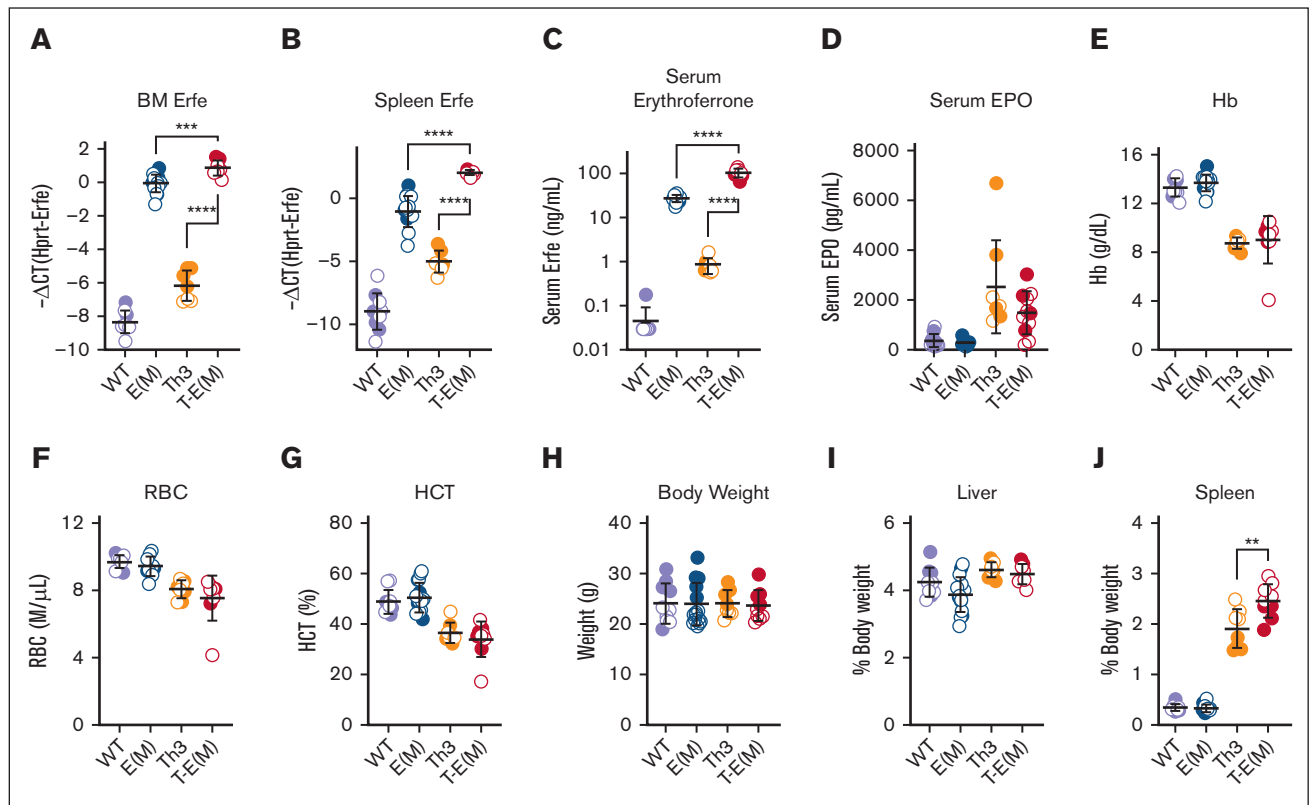 A
BM Erfe
−ΔCT(Hprt-Erfe)
2
0
−2
−4
−6
−8
−10
***
****
WT
E(M)
Th3
T-E(M)
B
Spleen Erfe
−ΔCT(Hprt-Erfe)
0
−5
−10
****
****
WT
E(M)
Th3
T-E(M)
C
Serum
Erythroferrone
Serum Erfe (ng/mL)
100
10
1
0.1
0.01
****
****
WT
E(M)
Th3
T-E(M)
D
Serum EPO
Serum EPO (pg/mL)
8000
6000
4000
2000
0
WT
E(M)
Th3
T-E(M)
E
Hb
Hb (g/dL)
16
12
8
4
0
WT
E(M)
Th3
T-E(M)
F
RBC
RBC (M/μL)
12
8
4
0
WT
E(M)
Th3
T-E(M)
G
HCT
HCT (%)
80
60
40
20
0
WT
E(M)
Th3
T-E(M)
H
Body Weight
Weight (g)
40
30
20
10
0
WT
E(M)
Th3
T-E(M)
I
Liver
% Body weight
6
4
2
0
WT
E(M)
Th3
T-E(M)
J
Spleen
% Body weight
4
3
2
1
0
**
WT
E(M)
Th3
T-E(M)